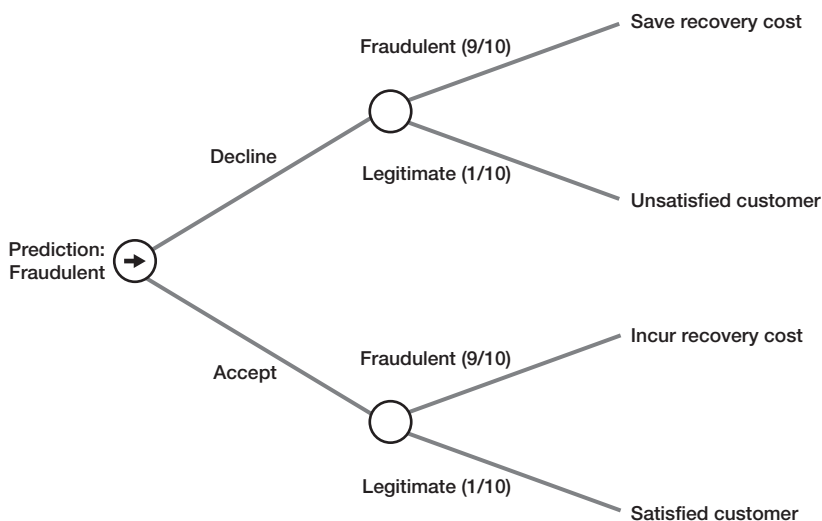 Fraudulent (9/10)
Save recovery cost
Decline
Legitimate (1/10)
Unsatisfied customer
Prediction:
Fraudulent
Accept
Fraudulent (9/10)
Incur recovery cost
Legitimate (1/10)
Satisfied customer